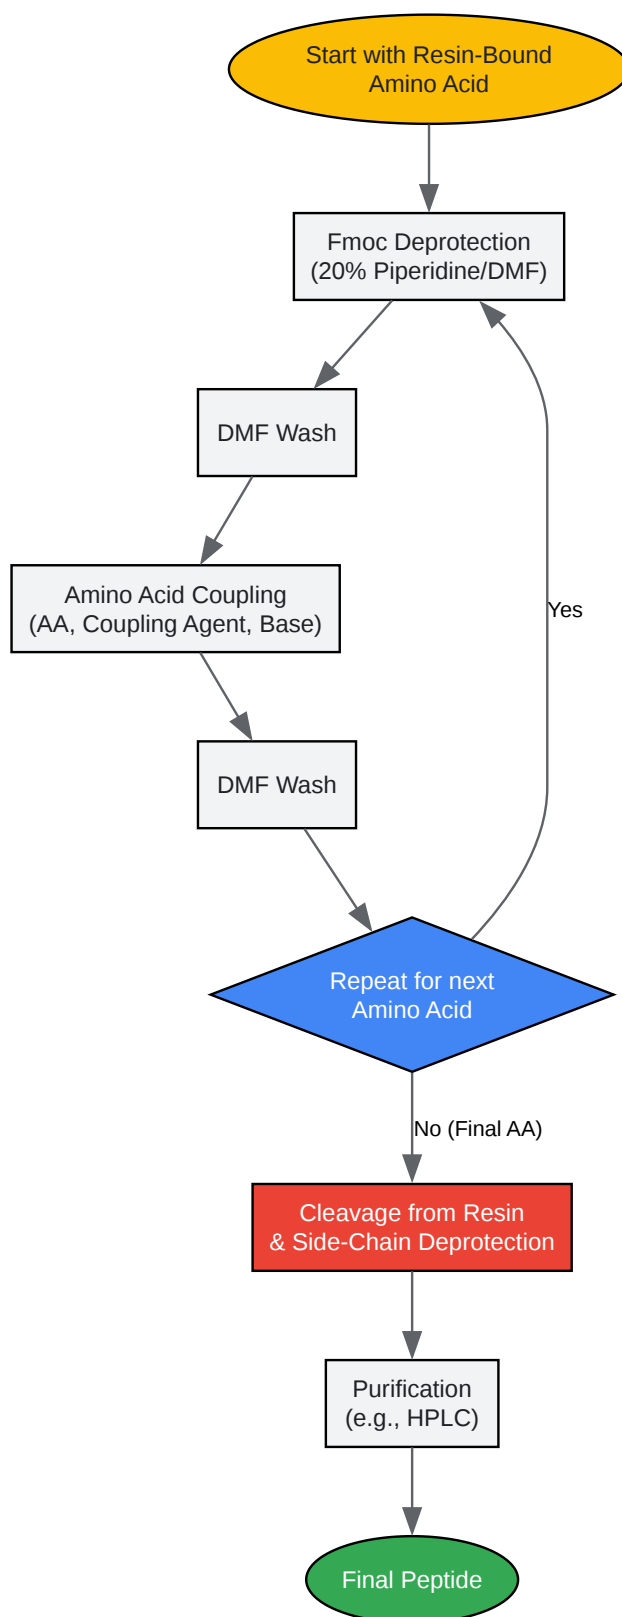 Start with Resin-Bound
Amino Acid
Fmoc Deprotection
(20% Piperidine/DMF)
DMF Wash
Amino Acid Coupling
(AA, Coupling Agent, Base)
Yes
DMF Wash
Repeat for next
Amino Acid
No (Final AA)
Cleavage from Resin
& Side-Chain Deprotection
Purification
(e.g., HPLC)
Final Peptide